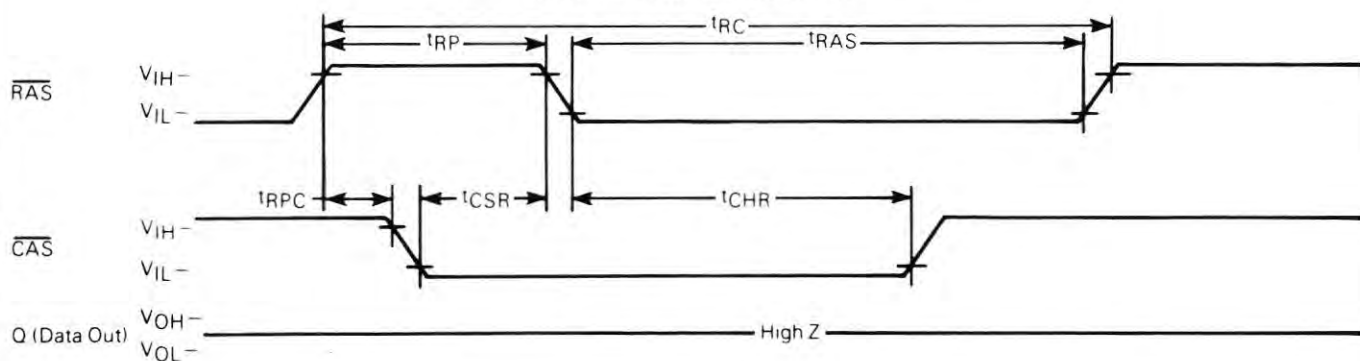 tRC
tRP
tRAS
RAS
VIH
VIL
tRPC
tCSR
tCHR
CAS
VIH
VIL
Q (Data Out)
VOH
High Z
VOL